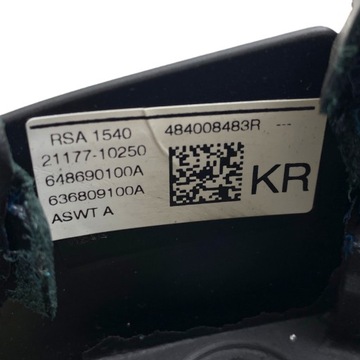 RSA 1540 484008483R ---
21177-10250
648690100A
636809100A
ASWT A
KR